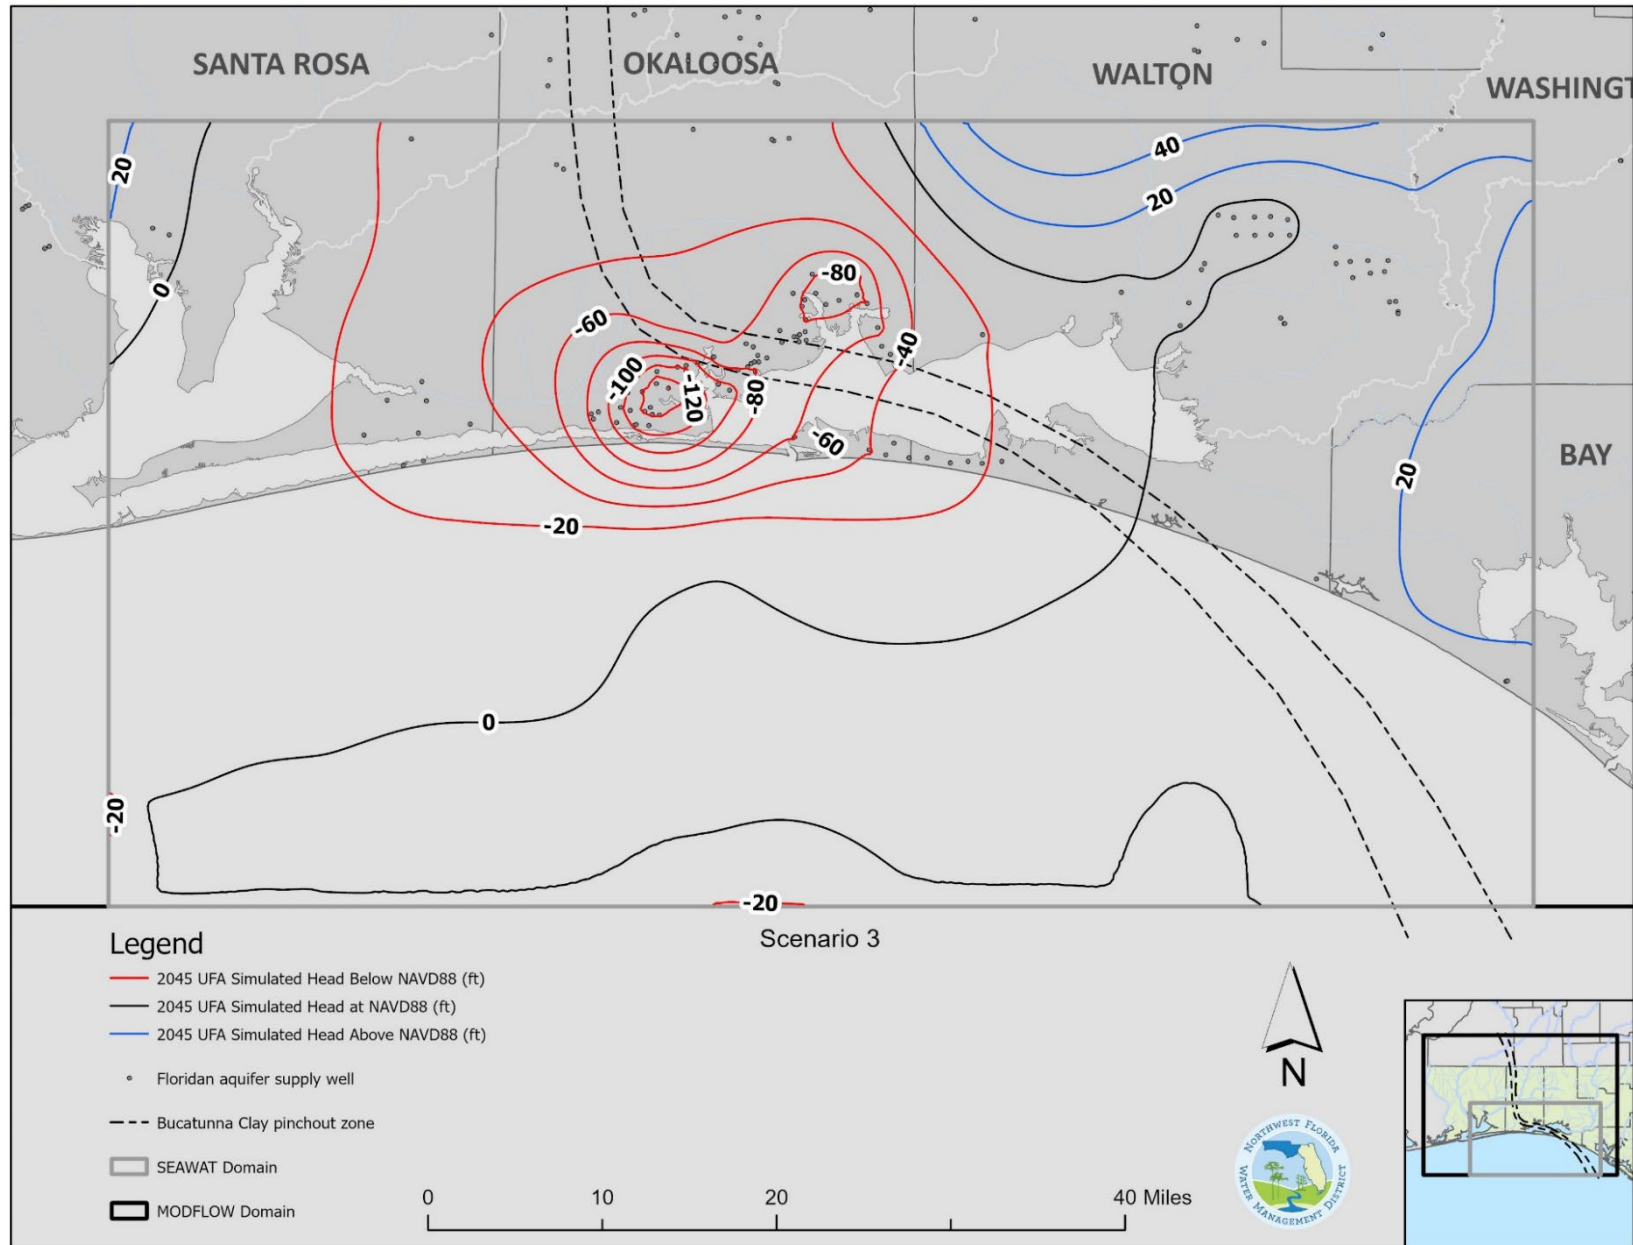 SANTA ROSA
OKALOOSA
WALTON
WASHINGT
40
20
20
0
-80
-60
-40
-100
-120
-80
-60
20
BAY
-20
0
-20
-20
Scenario 3
Legend
2045 UFA Simulated Head Below NAVD88 (ft)
2045 UFA Simulated Head at NAVD88 (ft)
2045 UFA Simulated Head Above NAVD88 (ft)
Floridan aquifer supply well
Bucatunna Clay pinchout zone
SEAWAT Domain
MODFLOW Domain
0
10
20
40 Miles
N
NORTHWEST FLORIDA
WATER MANAGEMENT DISTRICT